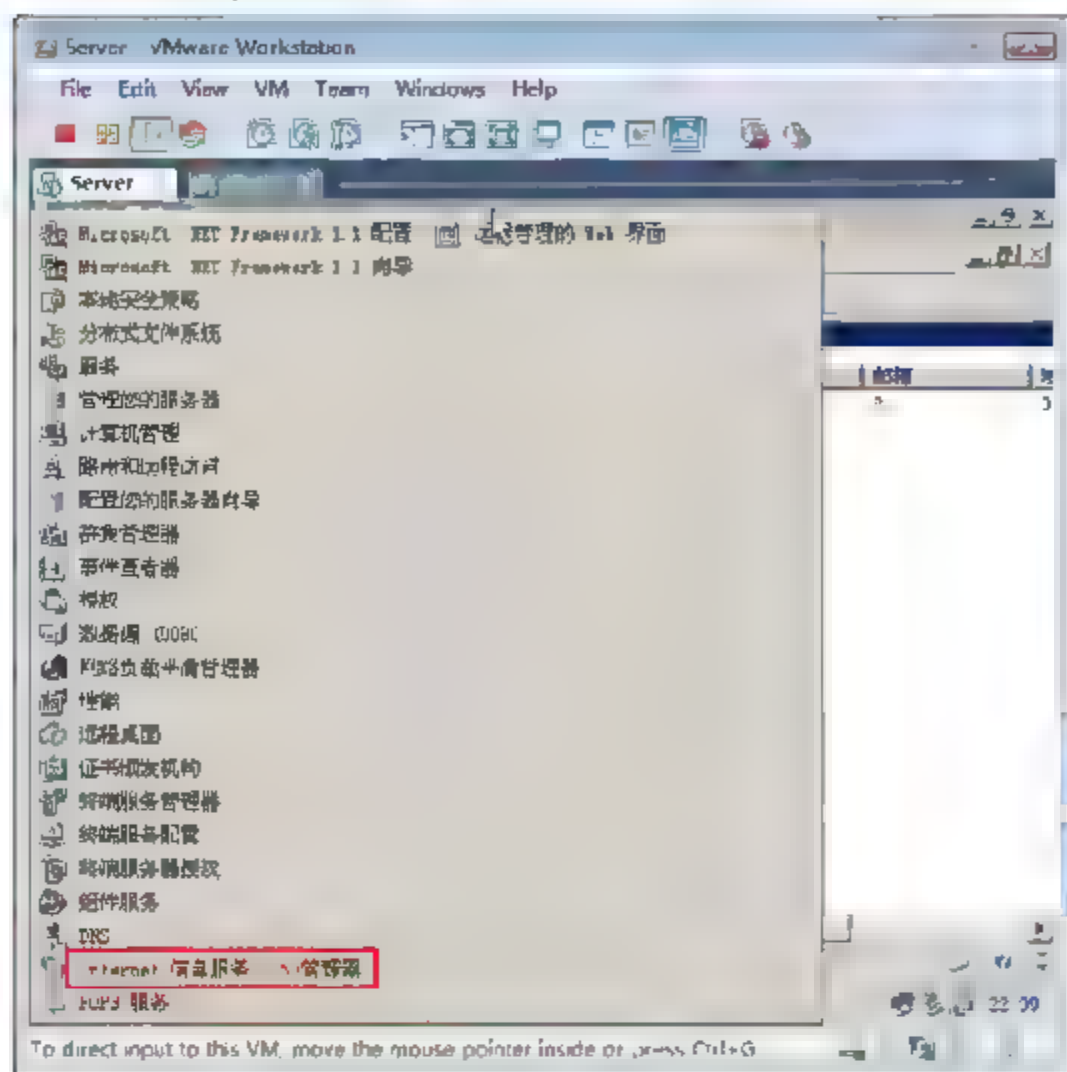 Server VMware Workstation
File Edit View VM Team Windows Help
Server
Microsoft .NET Framework 1.1 配置 远程管理的 Web 界面
Microsoft .NET Framework 1.1 向导
本地安全策略
分布式文件系统
服务
管理您的服务器
计算机管理
路由和远程访问
配置您的服务器向导
群集管理器
事件查看器
授权
数据源 (ODBC
网络负载平衡管理器
性能
远程桌面
证书颁发机构
终端服务管理器
终端服务配置
终端服务器授权
组件服务
DNS
Internet 信息服务 管理器
POP3 服务
邮箱
22:09
To direct input to this VM, move the mouse pointer inside or press Ctrl+G